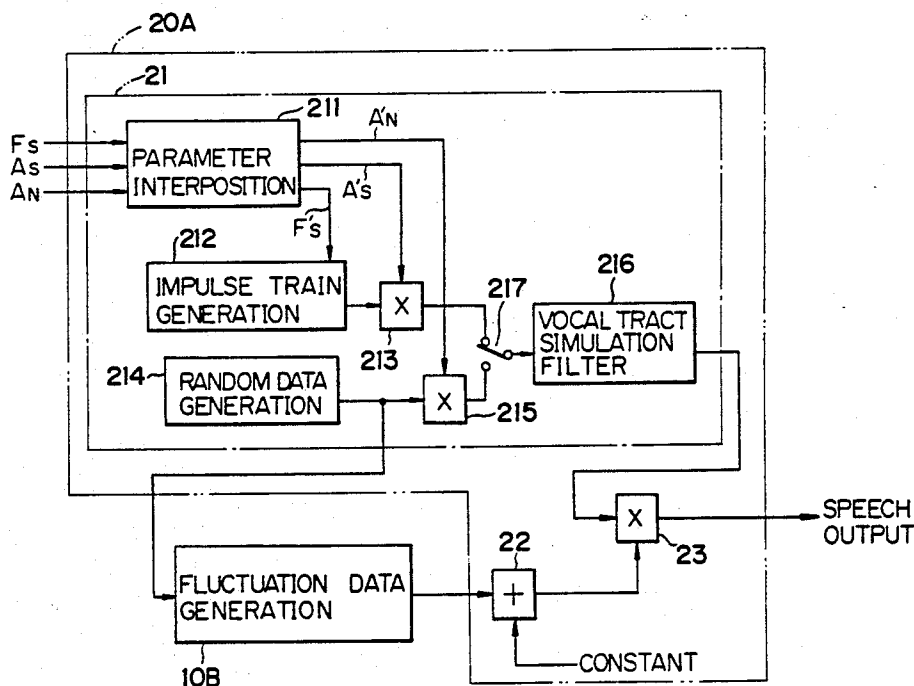 20A
21
211
FS
AS
AN
PARAMETER
INTERPOSITION
A'N
A'S
F'S
212
IMPULSE TRAIN
GENERATION
X
213
217
216
VOCAL TRACT
SIMULATION
FILTER
214
RANDOM DATA
GENERATION
X
215
X
23
SPEECH
OUTPUT
FLUCTUATION DATA
GENERATION
10B
22
+
CONSTANT